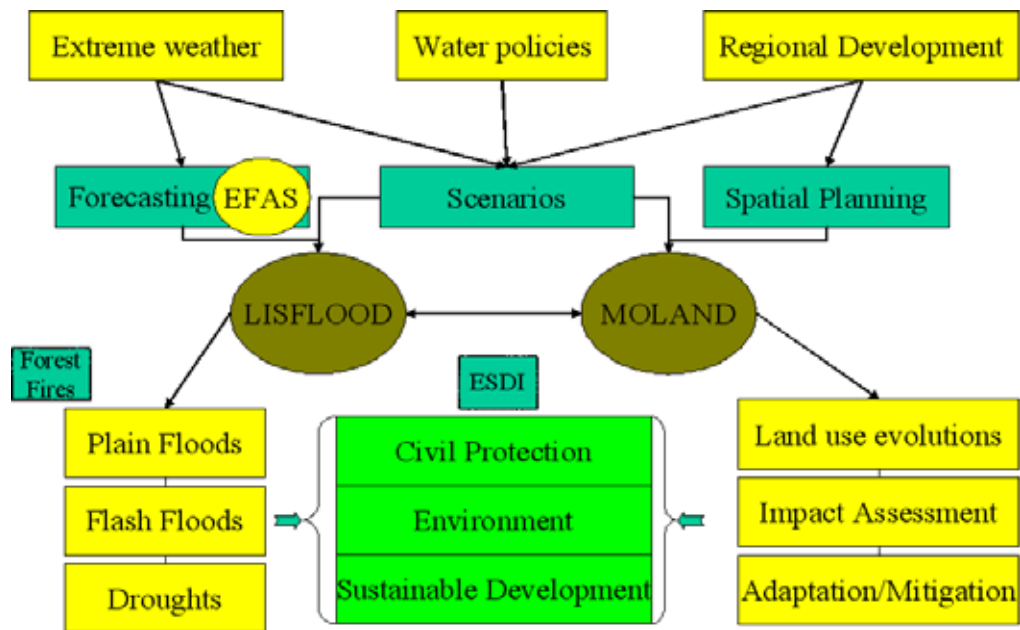 Extreme weather
Water policies
Regional Development
Forecasting
EFAS
Scenarios
Spatial Planning
LISFLOOD
MOLAND
Forest
Fires
ESDI
Plain Floods
Civil Protection
Land use evolutions
Flash Floods
Environment
Impact Assessment
Droughts
Sustainable Development
Adaptation/Mitigation